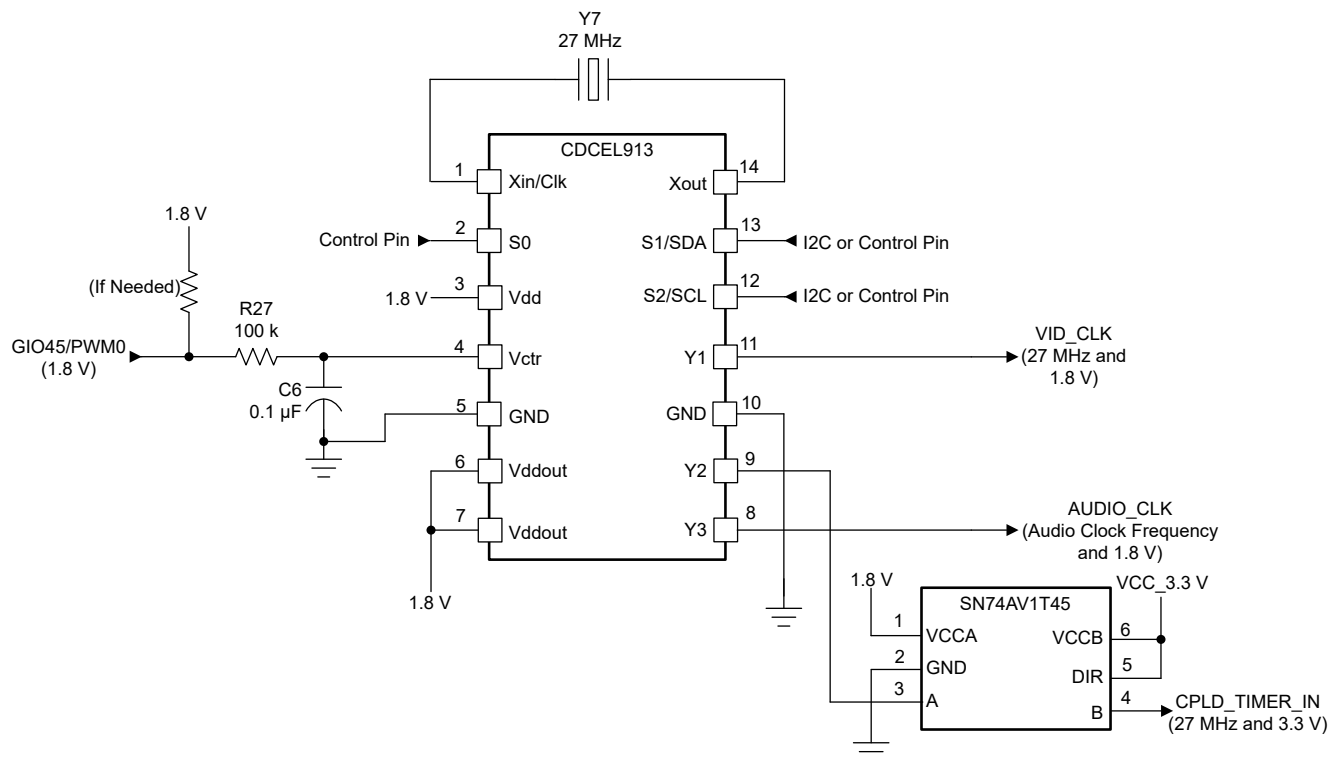 Y7
27 MHz
CDCEL913
1
Xin/Clk
14
Xout
1.8 V
(If Needed)
Control Pin
2
S0
13
S1/SDA
I2C or Control Pin
1.8 V
3
Vdd
12
S2/SCL
I2C or Control Pin
R27
100 k
GIO45/PWM0
(1.8 V)
4
Vctr
11
Y1
VID_CLK
(27 MHz and
1.8 V)
C6
0.1 µF
5
GND
10
GND
6
Vddout
9
Y2
7
Vddout
8
Y3
AUDIO_CLK
(Audio Clock Frequency
and 1.8 V)
1.8 V
1.8 V
VCC_3.3 V
SN74AV1T45
1
VCCA
6
VCCB
2
GND
5
DIR
3
A
4
B
CPLD_TIMER_IN
(27 MHz and 3.3 V)